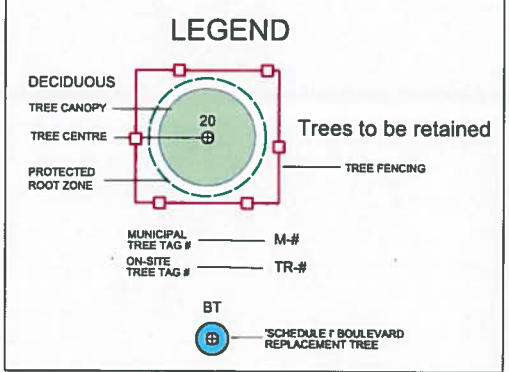 LEGEND
DECIDUOUS
TREE CANOPY
20
TREE CENTRE
Trees to be retained
PROTECTED
ROOT ZONE
TREE FENCING
MUNICIPAL
TREE TAG #
M-#
ON-SITE
TREE TAG #
TR-#
BT
'SCHEDULE I' BOULEVARD
REPLACEMENT TREE